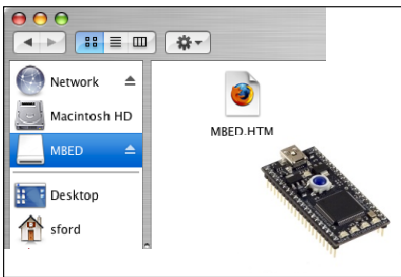 Network
Macintosh HD
MBED
Desktop
sford
MBED.HTM